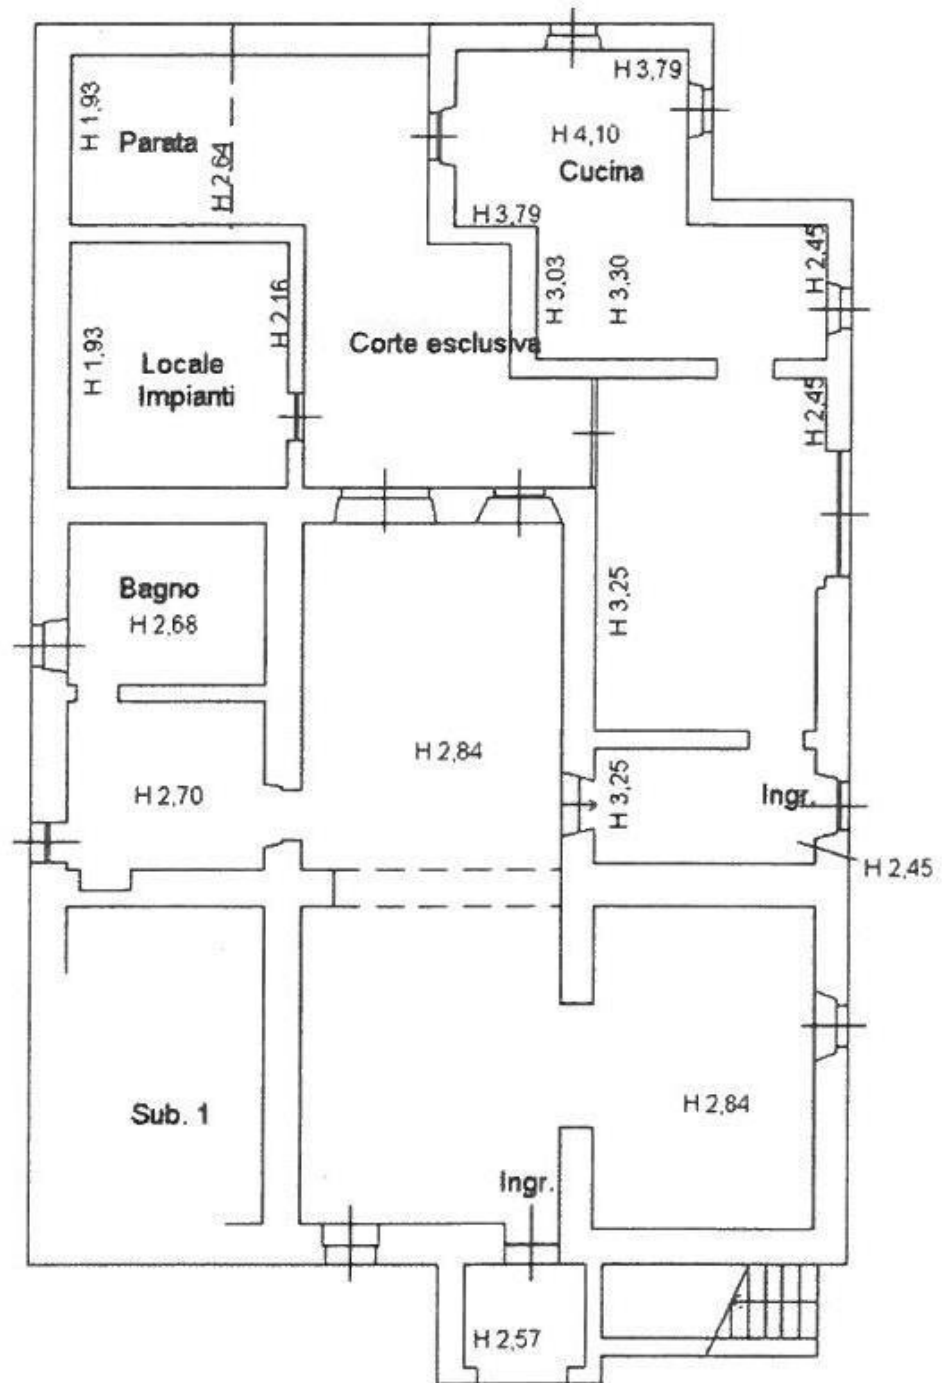 H 3,79
H 1,93
Parata
H 2,64
H 4,10
Cucina
H 3,79
H 2,45
H 3,03
H 3,30
H 2,16
H 1,93
Locale
Impianti
Corte esclusiva
H 2,45
Bagno
H 2,68
H 3,25
H 2,84
H 2,70
H 3,25
Ingr.
H 2,45
Sub. 1
H 2,84
Ingr.
H 2,57